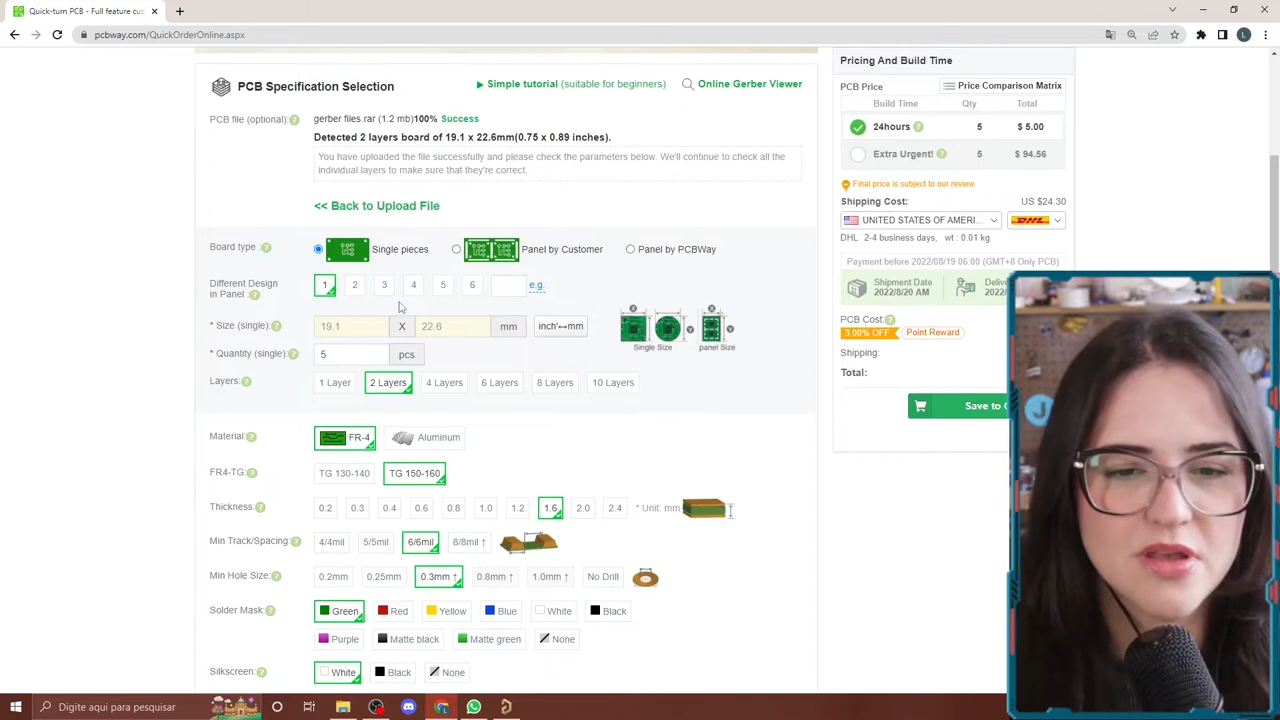 Quick-turn PCB - Full feature cus
pcbway.com/QuickOrderOnline.aspx
PCB Specification Selection
Simple tutorial (suitable for beginners)
Online Gerber Viewer
PCB file (optional):
gerber files.rar (1.2 mb)100% Success
Detected 2 layers board of 19.1 x 22.6mm(0.75 x 0.89 inches).
You have uploaded the file successfully and please check the parameters below. We'll continue to check all the
individual layers to make sure that they're correct.
<< Back to Upload File
Board type :
Single pieces
Panel by Customer
Panel by PCBWay
Different Design
in Panel :
1 2 3 4 5 6 e.g.
* Size (single): 19.1 X 22.6 mm inch'↔mm
Single Size
panel Size
* Quantity (single): 5 pcs
Layers: 1 Layer 2 Layers 4 Layers 6 Layers 8 Layers 10 Layers
Material: FR-4 Aluminum
FR4-TG: TG 130-140 TG 150-160
Thickness: 0.2 0.3 0.4 0.6 0.8 1.0 1.2 1.6 2.0 2.4 * Unit: mm
Min Track/Spacing: 4/4mil 5/5mil 6/6mil 8/8mil ↑
Min Hole Size: 0.2mm 0.25mm 0.3mm ↑ 0.8mm ↑ 1.0mm ↑ No Drill
Solder Mask: Green Red Yellow Blue White Black
Purple Matte black Matte green None
Silkscreen: White Black None
Pricing And Build Time
PCB Price Price Comparison Matrix
Build Time Qty Total
24hours 5 $ 5.00
Extra Urgent! 5 $ 94.56
Final price is subject to our review.
Shipping Cost: US $24.30
UNITED STATES OF AMERI... DHL
DHL 2-4 business days, wt : 0.01 kg
Payment before 2022/08/19 06:00 (GMT+8 Only PCB)
Shipment Date
2022/8/20 AM
PCB Cost:
3.00% OFF Point Reward
Shipping:
Total:
Save to
Digite aqui para pesquisar